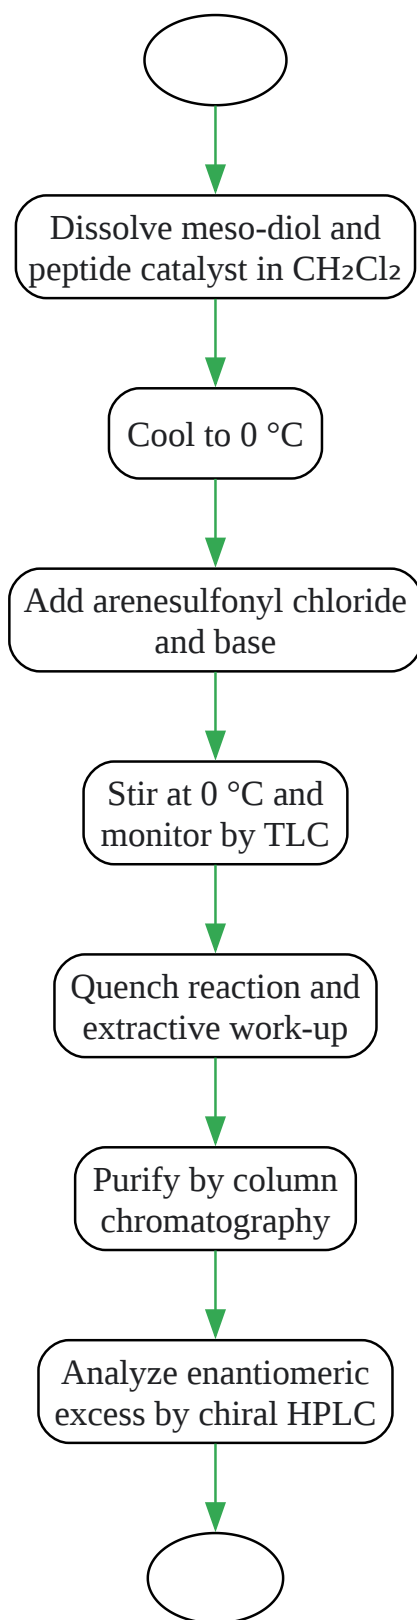 Dissolve meso-diol and
peptide catalyst in CH₂Cl₂
Cool to 0 °C
Add arenesulfonyl chloride
and base
Stir at 0 °C and
monitor by TLC
Quench reaction and
extractive work-up
Purify by column
chromatography
Analyze enantiomeric
excess by chiral HPLC